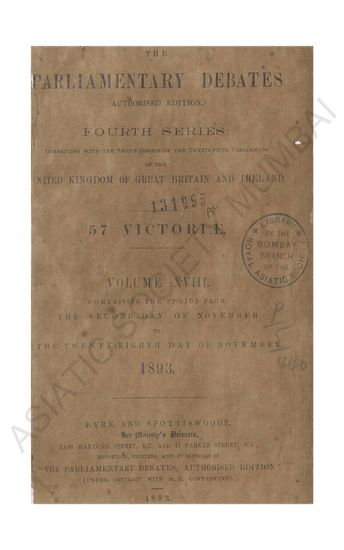 THE
PARLIAMENTARY DEBATES
AUTHORISED EDITION.
FOURTH SERIES:
COMMENCING WITH THE SESSION OF THE TWENTY-FIFTH PARLIAMENT
OF THE
UNITED KINGDOM OF GREAT BRITAIN AND IRELAND.
131993
57 VICTORIÆ.
LIBRARY
OF THE
BOMBAY
BRANCH
OF THE
ROYAL ASIATIC SOCIETY
VOLUME XVIII.
COMPRISING THE PERIOD FROM
THE SECOND DAY OF NOVEMBER
TO
THE TWENTY-EIGHTH DAY OF NOVEMBER
1893.
EYRE AND SPOTTISWOODE,
Her Majesty's Printers,
EAST HARDING STREET, E.C., AND 41 PARKER STREET, W.C.,
REPORTERS, PRINTERS, AND PUBLISHERS OF
"THE PARLIAMENTARY DEBATES, AUTHORISED EDITION"
(UNDER CONTRACT WITH H.M. GOVERNMENT).
1893.
ASIATIC SOCIETY MUMBAI